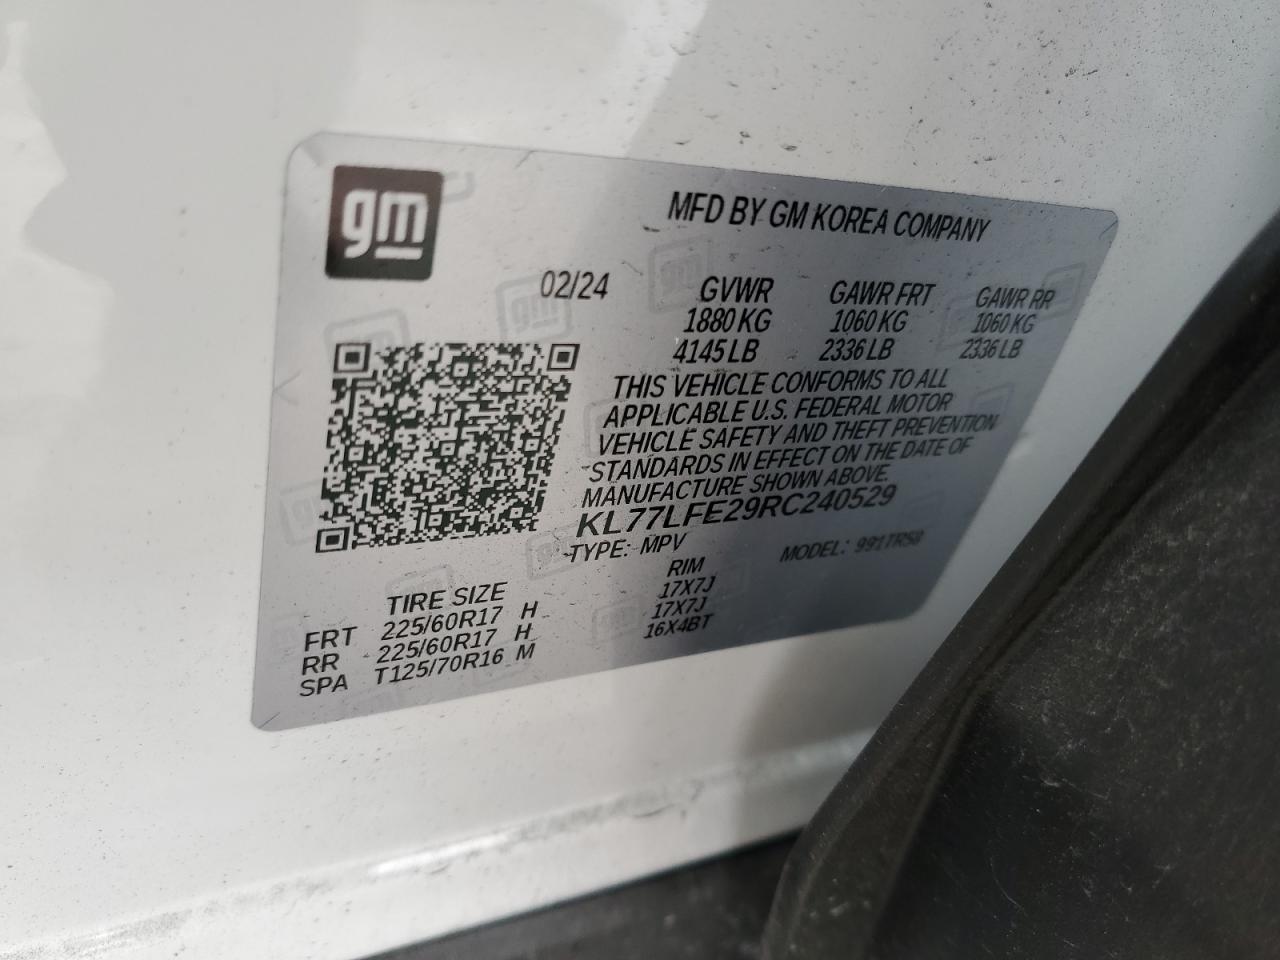 gm
MFD BY GM KOREA COMPANY
02/24 GVWR GAWR FRT GAWR RR
1880 KG 1060 KG 1060 KG
4145 LB 2336 LB 2336 LB
THIS VEHICLE CONFORMS TO ALL
APPLICABLE U.S. FEDERAL MOTOR
VEHICLE SAFETY AND THEFT PREVENTION
STANDARDS IN EFFECT ON THE DATE OF
MANUFACTURE SHOWN ABOVE.
KL77LFE29RC240529
TYPE: MPV MODEL:
TIRE SIZE RIM
FRT 225/60R17 H 17X7J
RR 225/60R17 H 17X7J
SPA T125/70R16 M 16X4BT